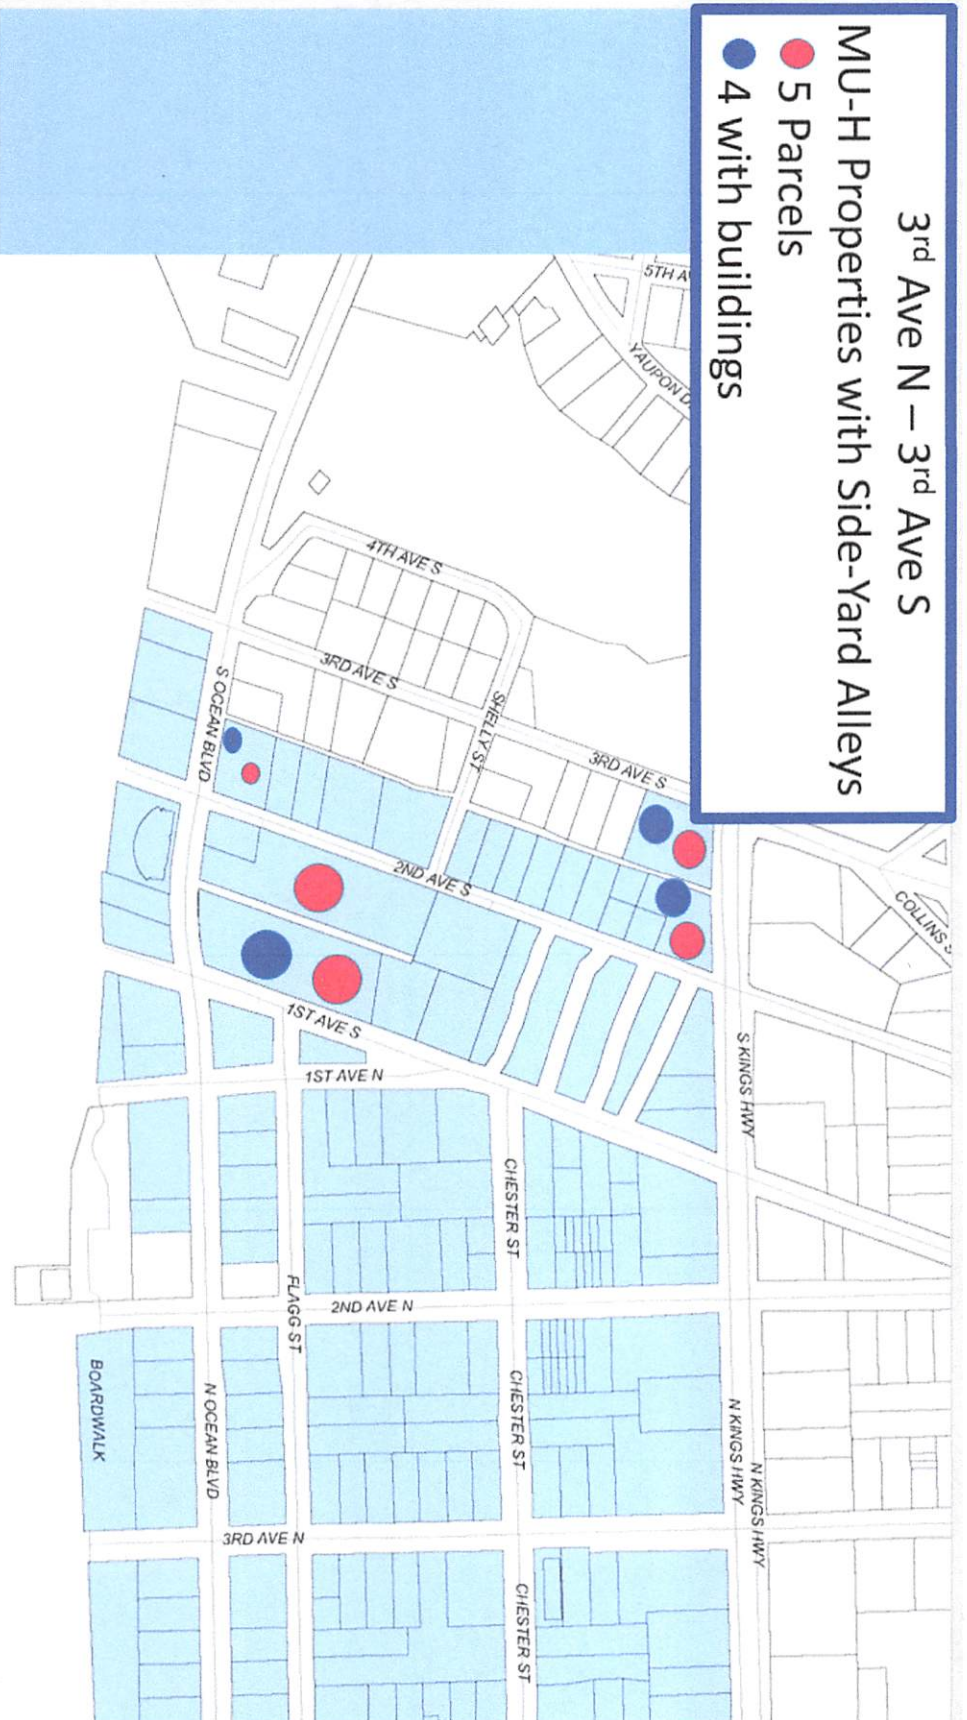 3rd Ave N – 3rd Ave S
MU-H Properties with Side-Yard Alleys
5 Parcels
4 with buildings
5TH A
YAUPON D
COLLINS S
4TH AVE S
3RD AVE S
SHELLY ST
3RD AVE S
S OCEAN BLVD
2ND AVE S
1ST AVE S
1ST AVE N
S KINGS HWY
CHESTER ST
FLAGG ST
2ND AVE N
BOARDWALK
N OCEAN BLVD
CHESTER ST
N KINGS HWY
N KINGS HWY
3RD AVE N
CHESTER ST